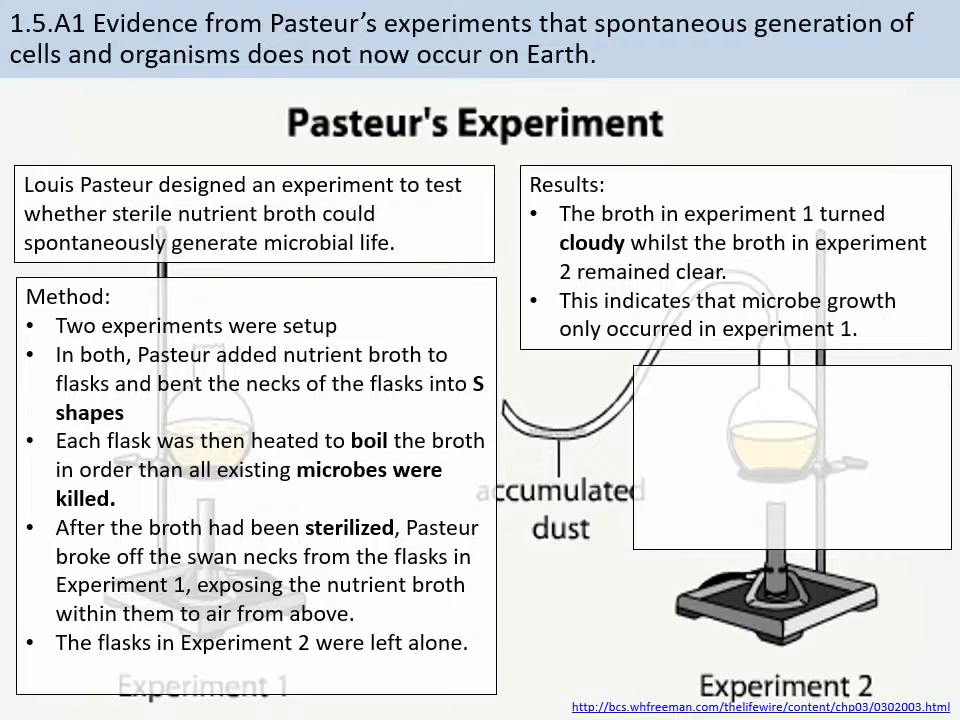 1.5.A1 Evidence from Pasteur’s experiments that spontaneous generation of
cells and organisms does not now occur on Earth.
Pasteur's Experiment
Louis Pasteur designed an experiment to test
whether sterile nutrient broth could
spontaneously generate microbial life.
Method:
• Two experiments were setup
• In both, Pasteur added nutrient broth to
flasks and bent the necks of the flasks into S
shapes
• Each flask was then heated to boil the broth
in order than all existing microbes were
killed.
• After the broth had been sterilized, Pasteur
broke off the swan necks from the flasks in
Experiment 1, exposing the nutrient broth
within them to air from above.
• The flasks in Experiment 2 were left alone.
Experiment 1
Results:
• The broth in experiment 1 turned
cloudy whilst the broth in experiment
2 remained clear.
• This indicates that microbe growth
only occurred in experiment 1.
accumulated
dust
Experiment 2
http://bcs.whfreeman.com/thelifewire/content/chp03/0302003.html